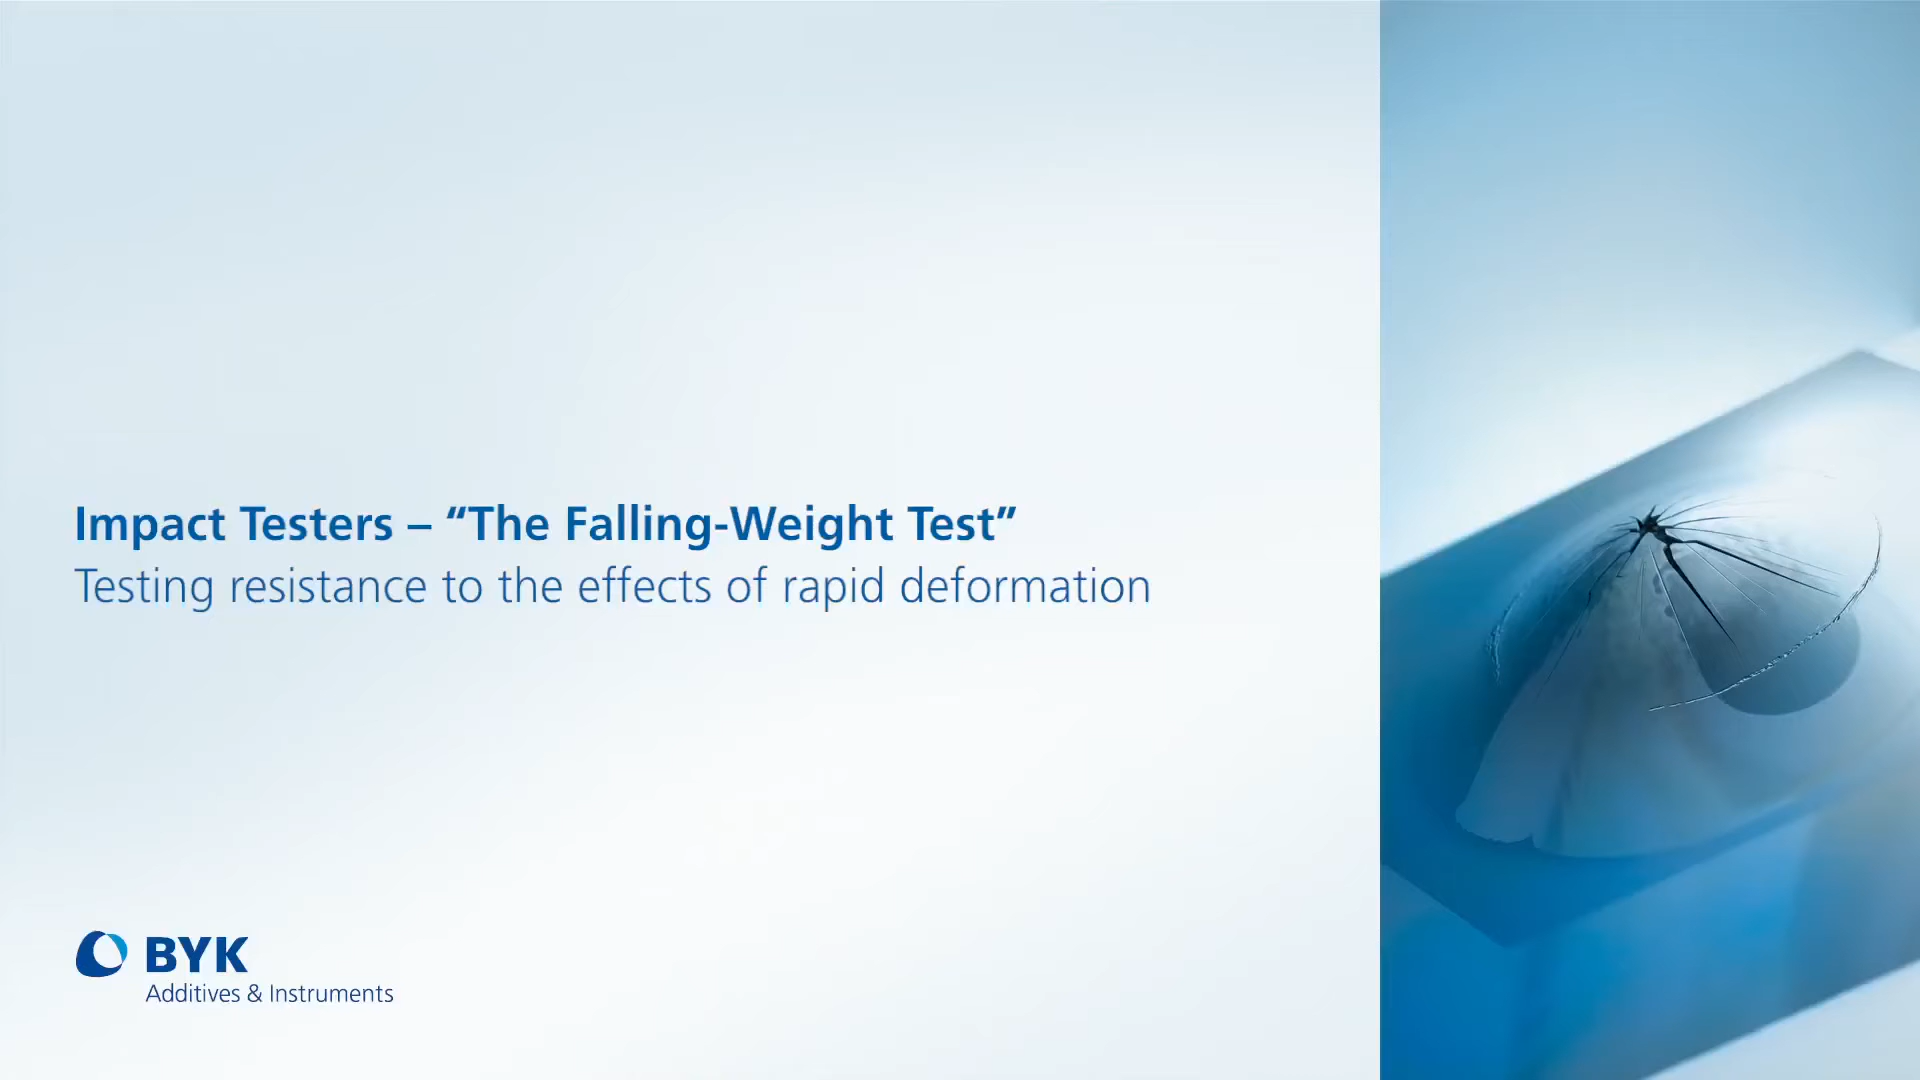 Impact Testers – “The Falling-Weight Test”
Testing resistance to the effects of rapid deformation
BYK
Additives & Instruments